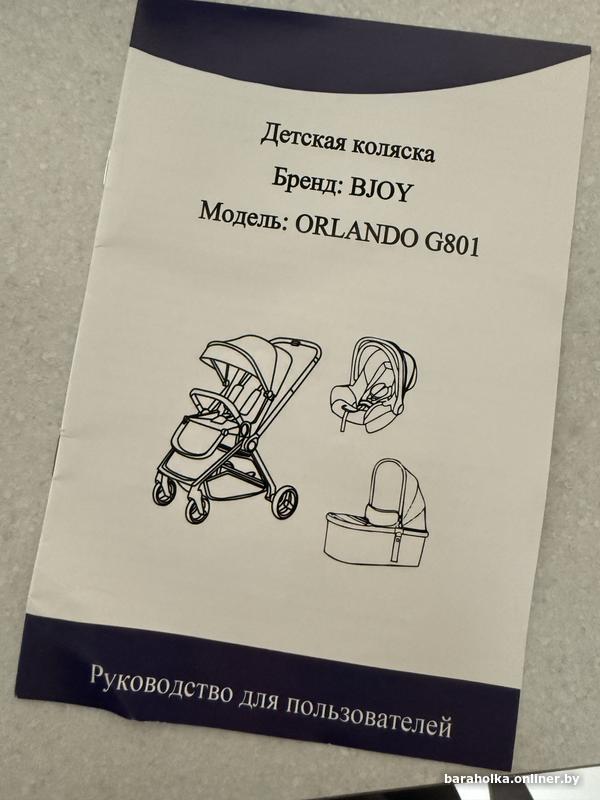 Детская коляска
Бренд: BJOY
Модель: ORLANDO G801
Руководство для пользователей
baraholka.onliner.by